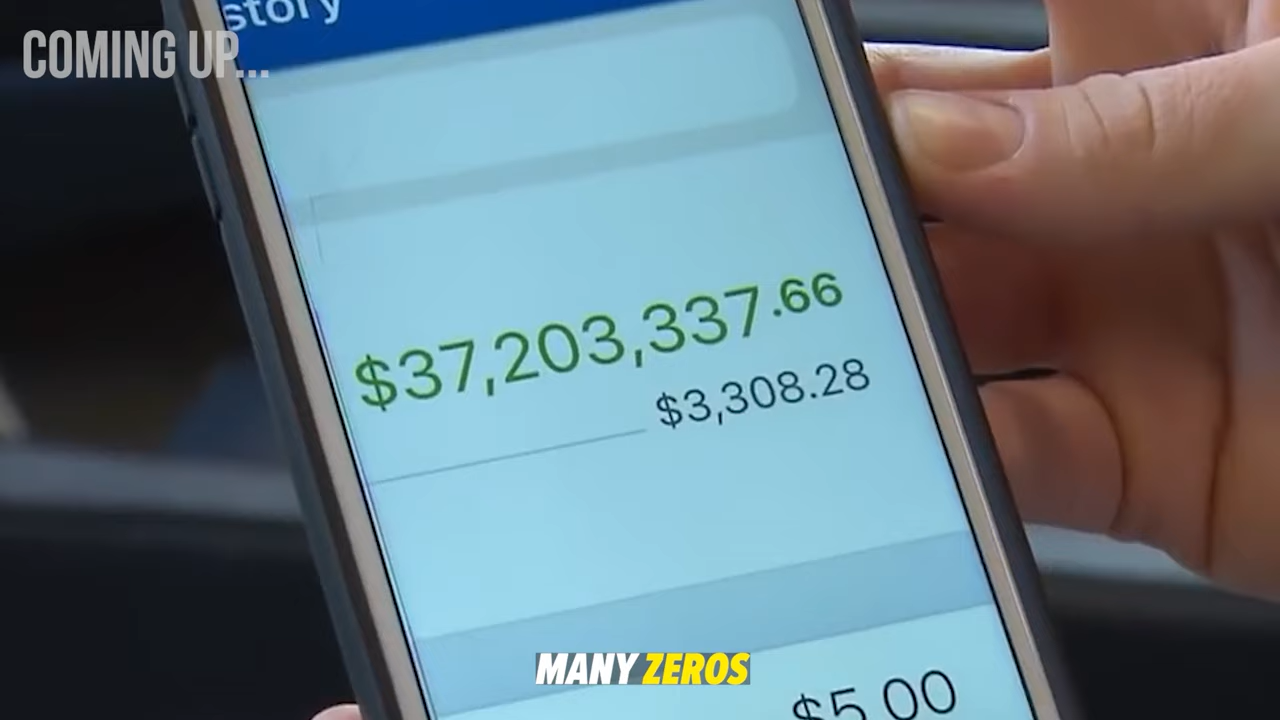 story
COMING UP...
$37,203,337.66
$3,308.28
MANY ZEROS
$5.00